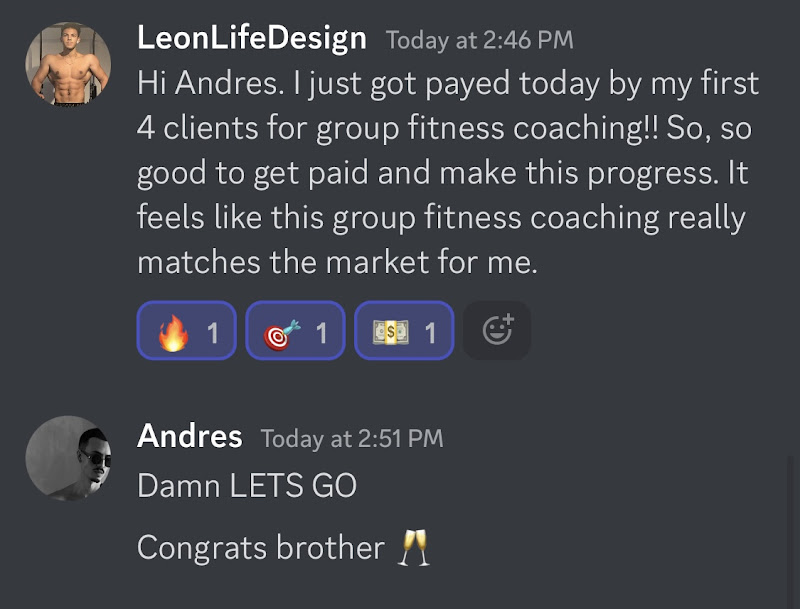 LeonLifeDesign Today at 2:46 PM
Hi Andres. I just got payed today by my first
4 clients for group fitness coaching!! So, so
good to get paid and make this progress. It
feels like this group fitness coaching really
matches the market for me.
🔥 1 🎯 1 💵 1
Andres Today at 2:51 PM
Damn LETS GO
Congrats brother 🥂